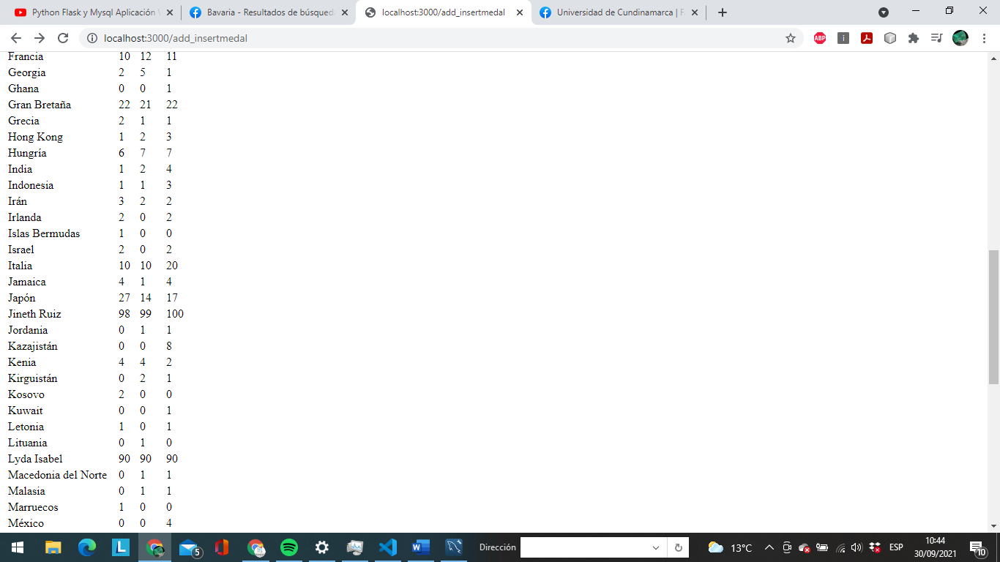 Python Flask y Mysql Aplicación
Bavaria - Resultados de búsqued
localhost:3000/add_insertmedal
Universidad de Cundinamarca | F
localhost:3000/add_insertmedal
ABP
Francia 10 12 11
Georgia 2 5 1
Ghana 0 0 1
Gran Bretaña 22 21 22
Grecia 2 1 1
Hong Kong 1 2 3
Hungría 6 7 7
India 1 2 4
Indonesia 1 1 3
Irán 3 2 2
Irlanda 2 0 2
Islas Bermudas 1 0 0
Israel 2 0 2
Italia 10 10 20
Jamaica 4 1 4
Japón 27 14 17
Jineth Ruiz 98 99 100
Jordania 0 1 1
Kazajistán 0 0 8
Kenia 4 4 2
Kirguistán 0 2 1
Kosovo 2 0 0
Kuwait 0 0 1
Letonia 1 0 1
Lituania 0 1 0
Lyda Isabel 90 90 90
Macedonia del Norte 0 1 1
Malasia 0 1 1
Marruecos 1 0 0
México 0 0 4
L
5
Dirección
13°C
ESP
10:44
30/09/2021
10